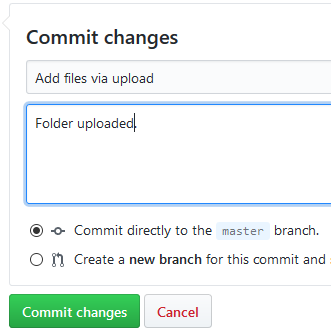 Commit changes
Add files via upload
Folder uploaded.
Commit directly to the master branch.
Create a new branch for this commit and
Commit changes
Cancel